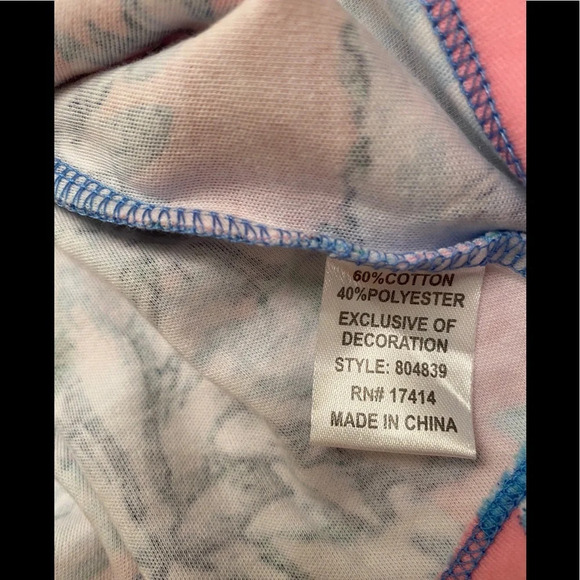 60%COTTON
40%POLYESTER
EXCLUSIVE OF
DECORATION
STYLE: 804839
RN# 17414
MADE IN CHINA